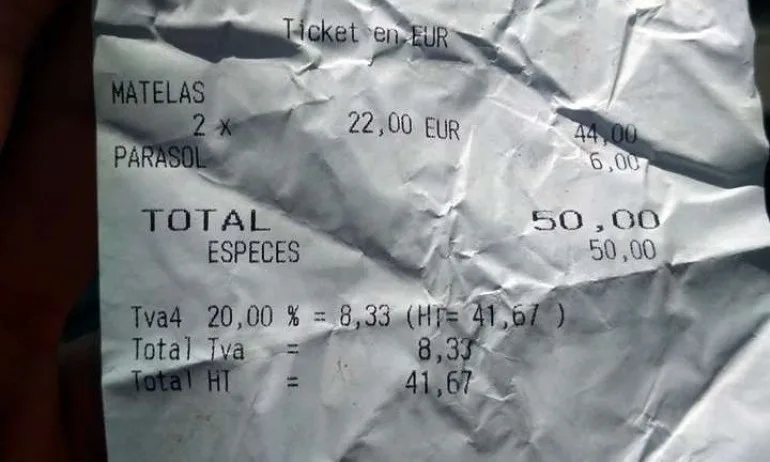 Ticket en EUR
MATELAS
2 x 22,00 EUR 44,00
PARASOL 6,00
TOTAL 50,00
ESPECES 50,00
Tva4 20,00 % = 8,33 (HT= 41,67 )
Total Tva = 8,33
Total HT = 41,67